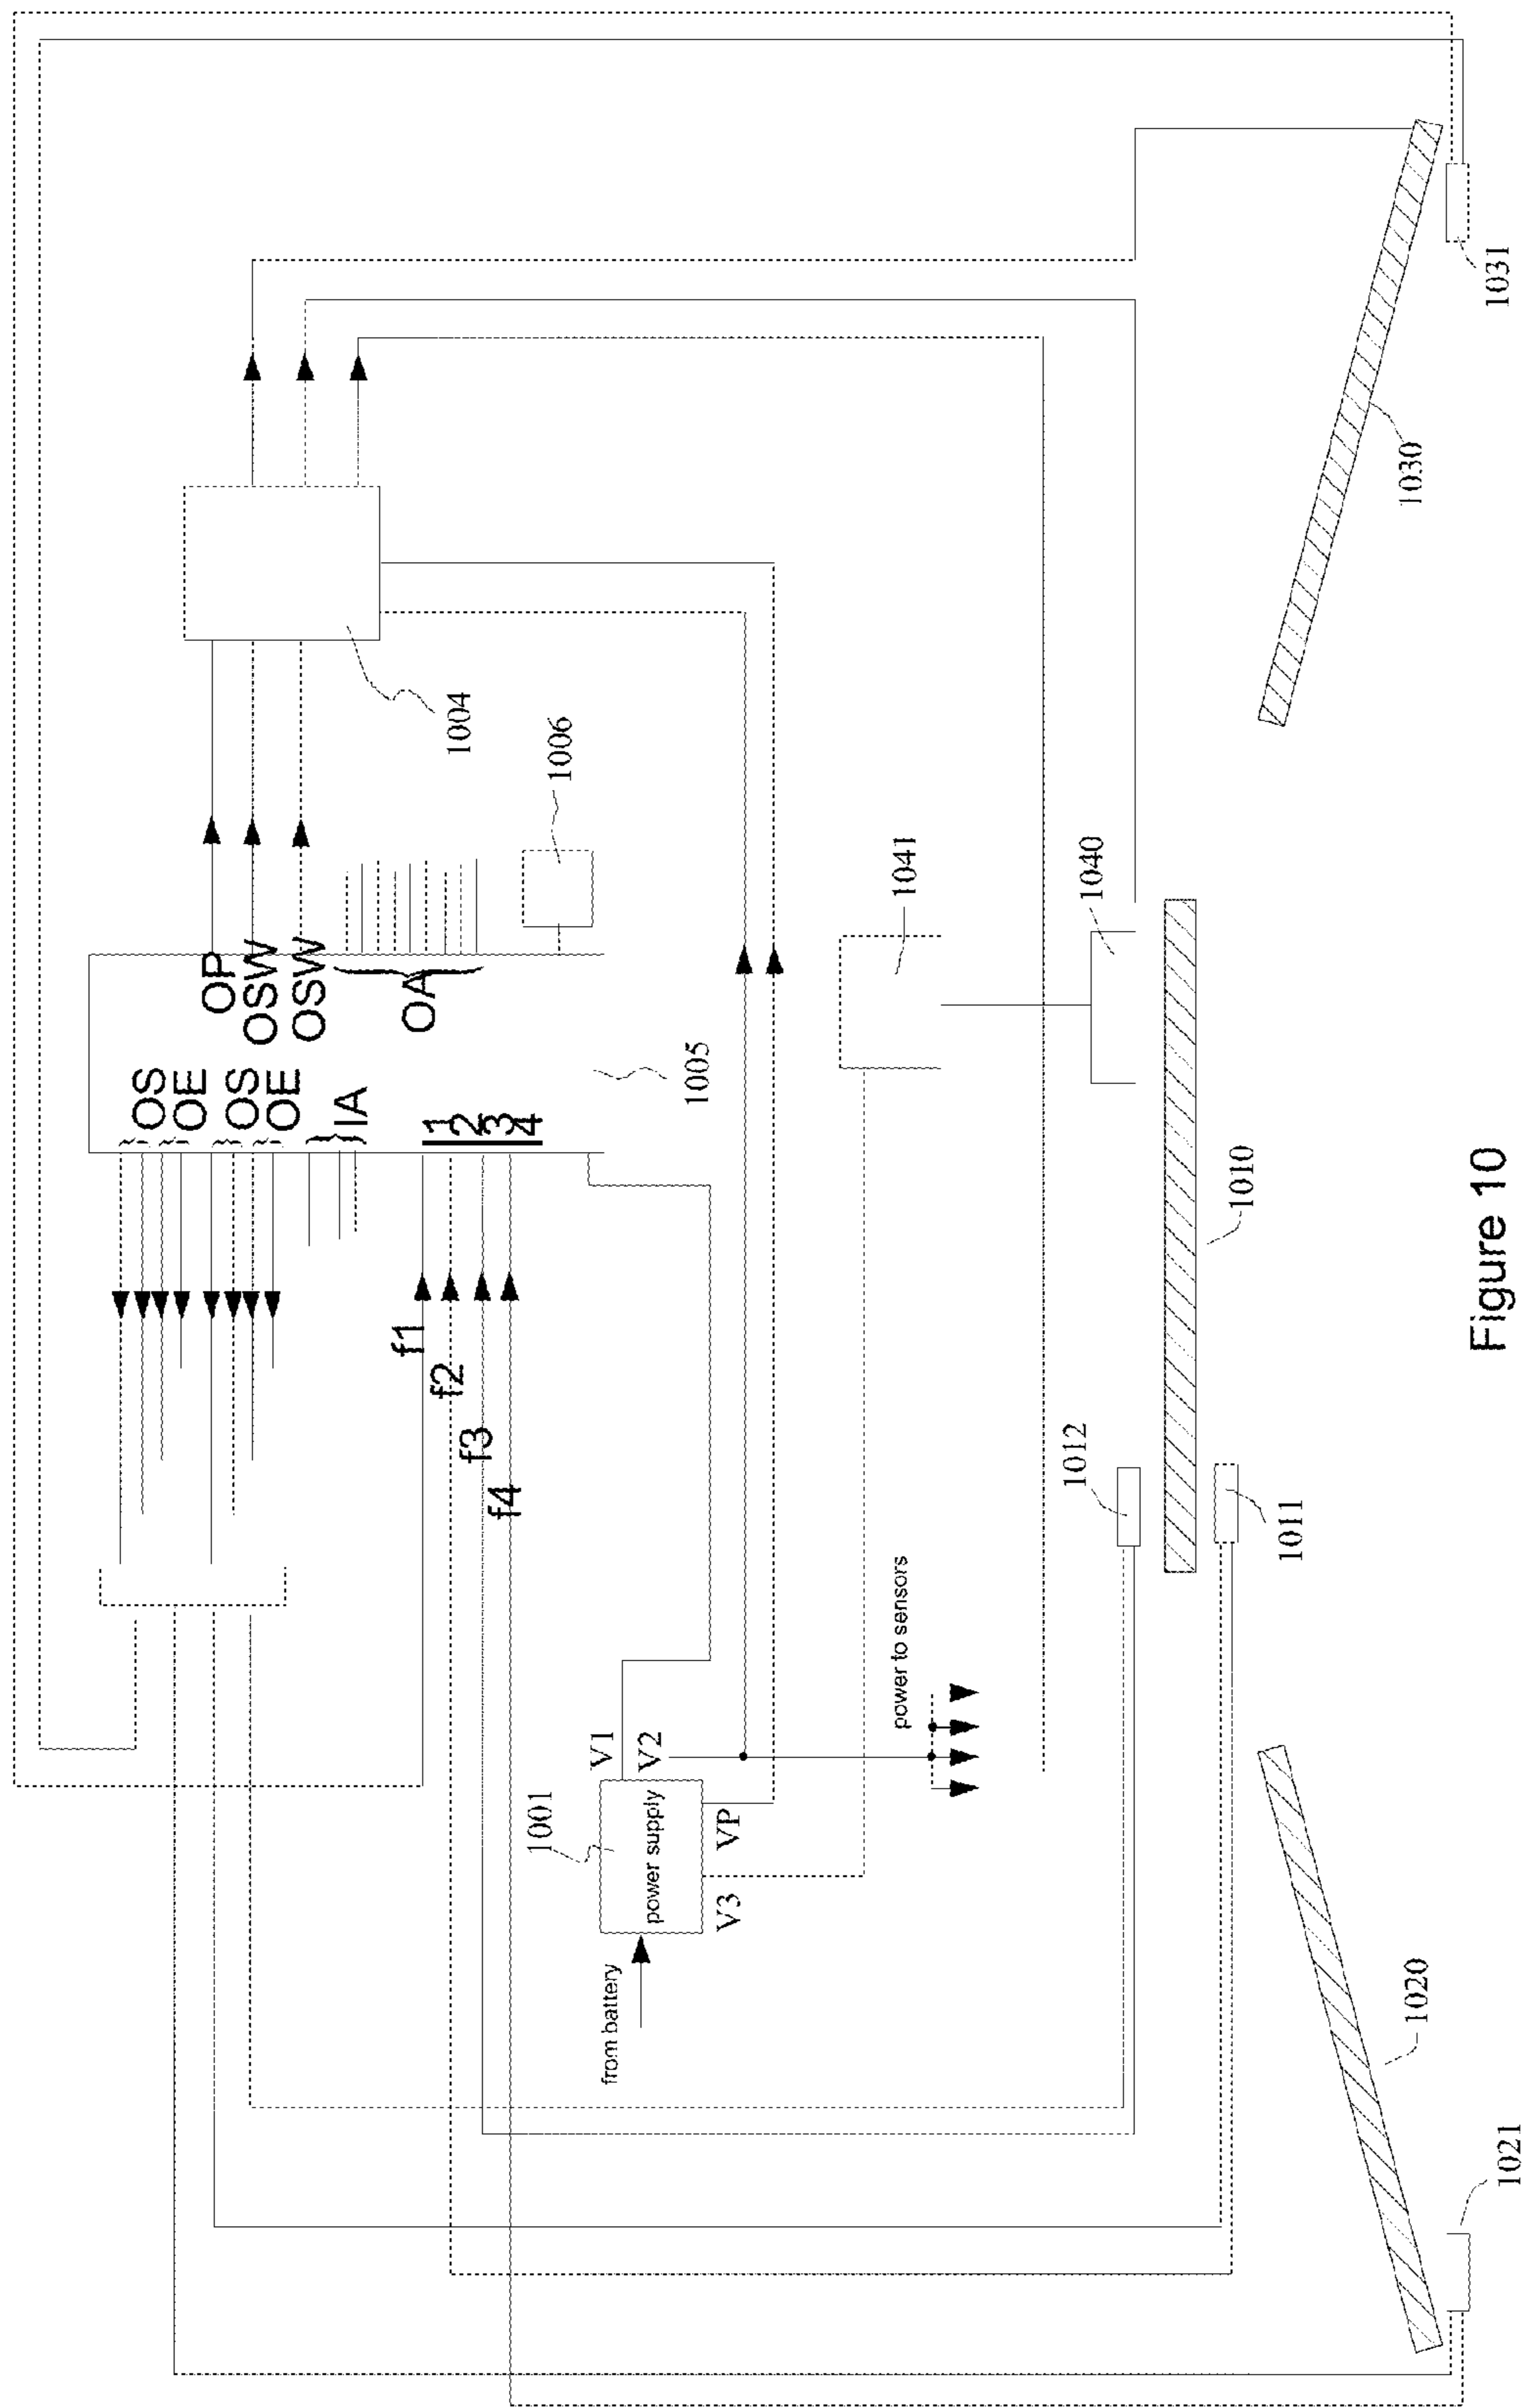 OS
OE
OS
OE
IA
1
2
3
4
OP
OSW
OSW
OA
f1
f2
f3
f4
1004
1006
1005
V1
V2
1001
power supply
VP
V3
from battery
power to sensors
1041
1040
1012
1010
1011
1020
1021
1030
1031
Figure 10